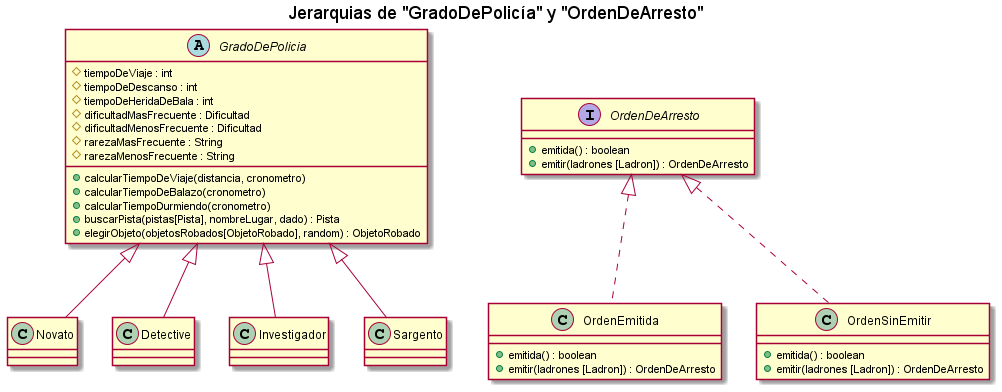 Jerarquias de "GradoDePolicía" y "OrdenDeArresto"
A GradoDePolicia
tiempoDeViaje : int
tiempoDeDescanso : int
tiempoDeHeridaDeBala : int
dificultadMasFrecuente : Dificultad
dificultadMenosFrecuente : Dificultad
rarezaMasFrecuente : String
rarezaMenosFrecuente : String
calcularTiempoDeViaje(distancia, cronometro)
calcularTiempoDeBalazo(cronometro)
calcularTiempoDurmiendo(cronometro)
buscarPista(pistas[Pista], nombreLugar, dado) : Pista
elegirObjeto(objetosRobados[ObjetoRobado], random) : ObjetoRobado
I OrdenDeArresto
emitida() : boolean
emitir(ladrones [Ladron]) : OrdenDeArresto
C Novato
C Detective
C Investigador
C Sargento
C OrdenEmitida
emitida() : boolean
emitir(ladrones [Ladron]) : OrdenDeArresto
C OrdenSinEmitir
emitida() : boolean
emitir(ladrones [Ladron]) : OrdenDeArresto